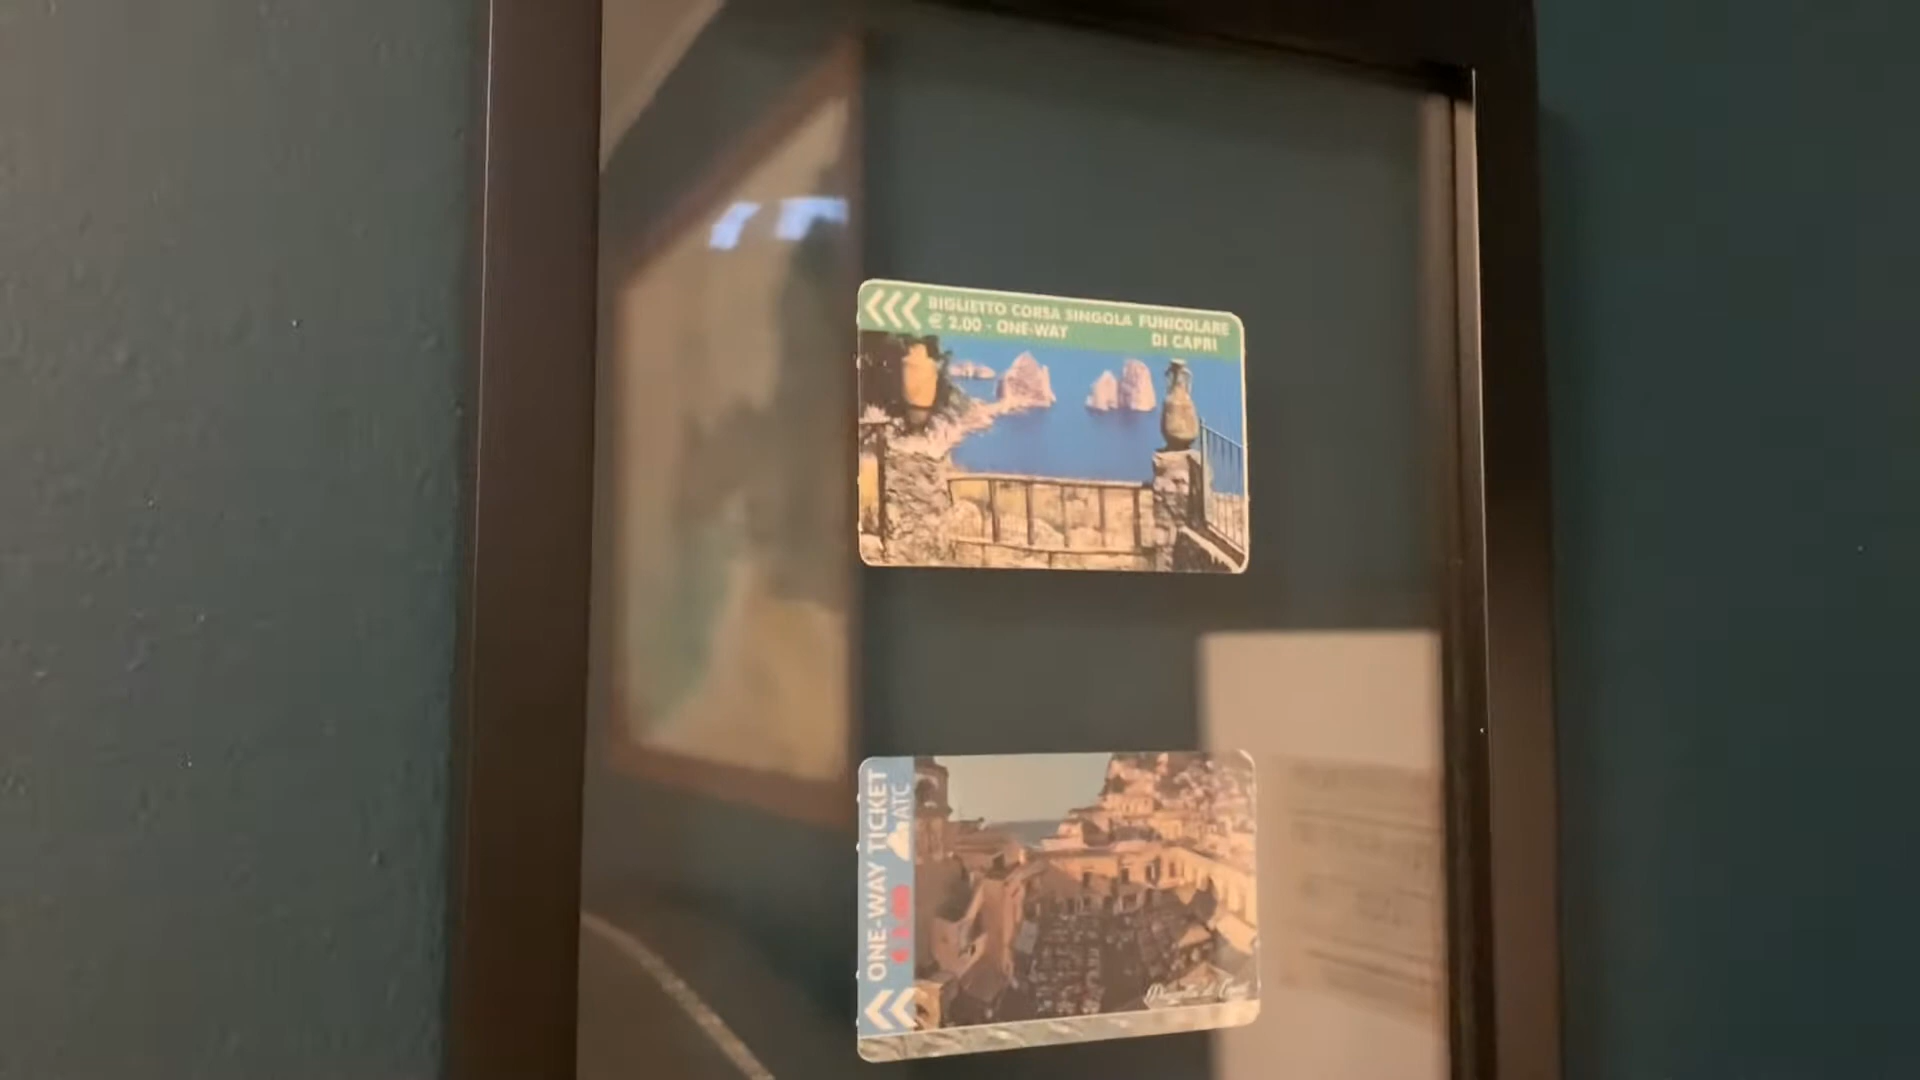 BIGLIETTO CORSA SINGOLA FUNICOLARE
€ 2.00 - ONE-WAY DI CAPRI
ONE-WAY TICKET
ATC